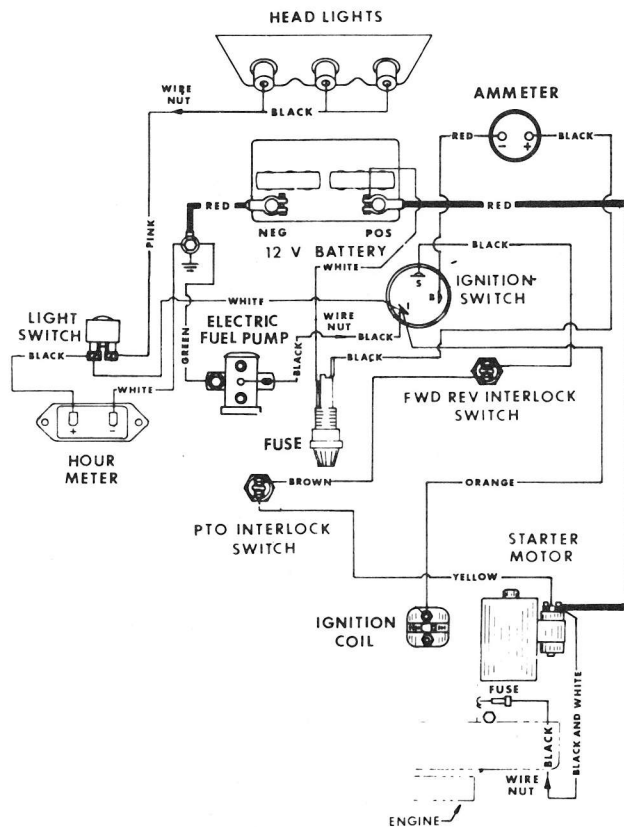 HEAD LIGHTS
WIRE NUT
BLACK
AMMETER
RED
- +
BLACK
RED
NEG
POS
RED
12 V BATTERY
WHITE
BLACK
PINK
S
B
I
IGNITION SWITCH
WHITE
LIGHT SWITCH
ELECTRIC FUEL PUMP
WIRE NUT
BLACK
BLACK
GREEN
BLACK
BLACK
WHITE
FWD REV INTERLOCK SWITCH
+ -
HOUR METER
FUSE
BROWN
ORANGE
PTO INTERLOCK SWITCH
STARTER MOTOR
YELLOW
IGNITION COIL
FUSE
BLACK
BLACK AND WHITE
WIRE NUT
ENGINE